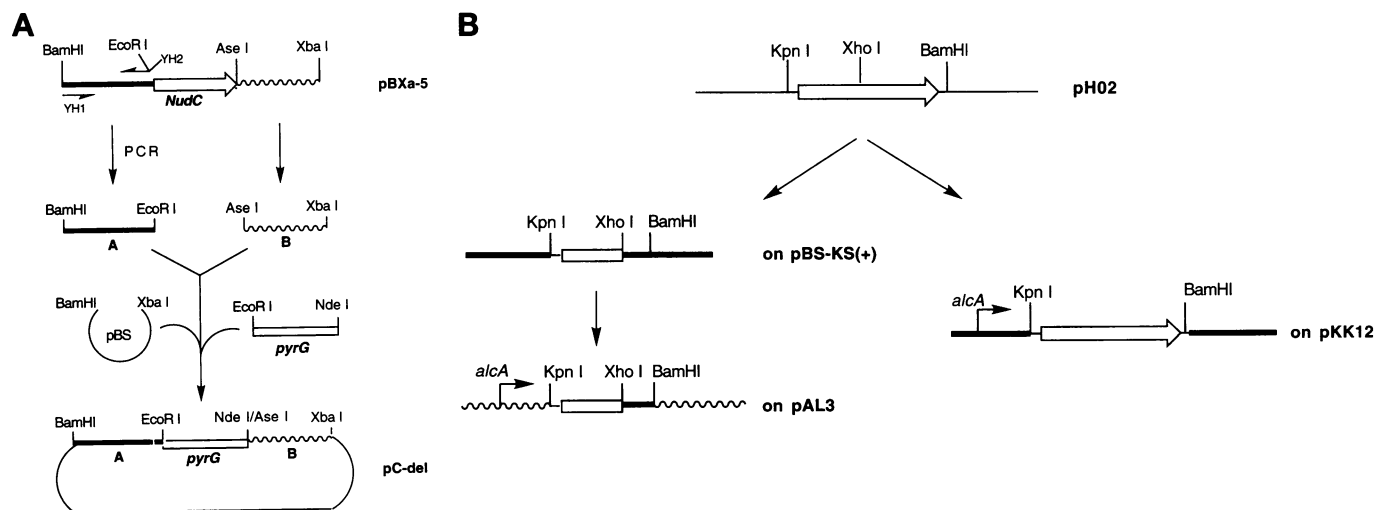 A
BamHI EcoR I YH2 Ase I Xba I
YH1 NudC pBXa-5
PCR
BamHI EcoR I Ase I Xba I
A B
BamHI Xba I EcoR I Nde I
pBS pyrG
BamHI EcoR I Nde I/Ase I Xba I
A pyrG B
pC-del
B
Kpn I Xho I BamHI
pH02
Kpn I Xho I BamHI
on pBS-KS(+)
alcA Kpn I Xho I BamHI
on pAL3
alcA Kpn I BamHI
on pKK12